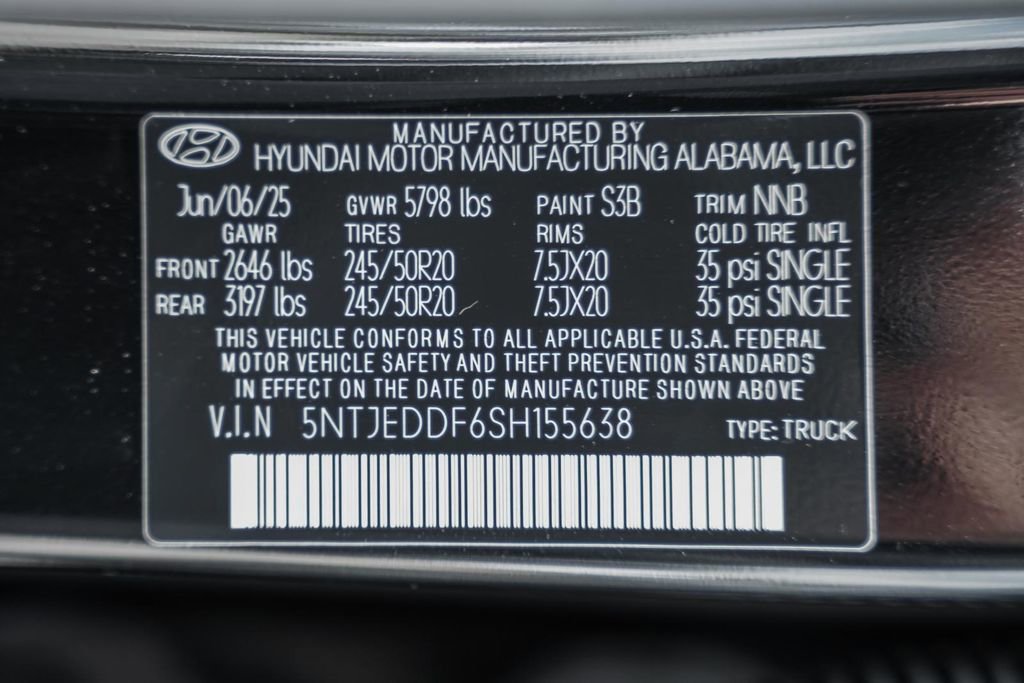 MANUFACTURED BY
HYUNDAI MOTOR MANUFACTURING ALABAMA, LLC
Jun/06/25 GVWR 5798 lbs PAINT S3B TRIM NNB
GAWR TIRES RIMS COLD TIRE INFL
FRONT 2646 lbs 245/50R20 7.5JX20 35 psi SINGLE
REAR 3197 lbs 245/50R20 7.5JX20 35 psi SINGLE
THIS VEHICLE CONFORMS TO ALL APPLICABLE U.S.A. FEDERAL
MOTOR VEHICLE SAFETY AND THEFT PREVENTION STANDARDS
IN EFFECT ON THE DATE OF MANUFACTURE SHOWN ABOVE
V.I.N 5NTJEDDF6SH155638 TYPE: TRUCK